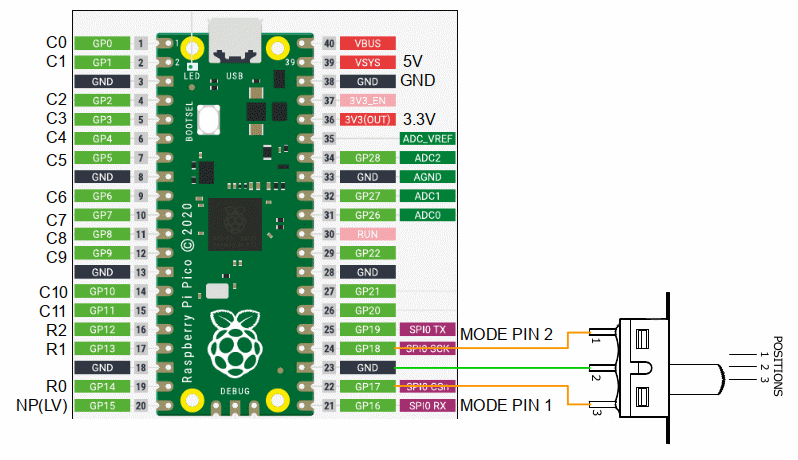 C0 GP0 1 1 40 VBUS
C1 GP1 2 2 LED USB 39 39 VSYS 5V
GND 3 38 GND GND
C2 GP2 4 BOOTSEL 37 3V3_EN
C3 GP3 5 36 3V3(OUT) 3.3V
C4 GP4 6 35 ADC_VREF
C5 GP5 7 34 GP28 ADC2
GND 8 33 GND AGND
C6 GP6 9 32 GP27 ADC1
C7 GP7 10 31 GP26 ADC0
C8 GP8 11 30 RUN
C9 GP9 12 29 GP22
GND 13 28 GND
C10 GP10 14 27 GP21
C11 GP11 15 26 GP20
R2 GP12 16 25 GP19 SPI0 TX MODE PIN 2
R1 GP13 17 24 GP18 SPI0 SCK
GND 18 23 GND
R0 GP14 19 22 GP17 SPI0 CSn
NP(LV) GP15 20 DEBUG 21 GP16 SPI0 RX MODE PIN 1
Raspberry Pi Pico © 2020
1
2
3
1
2
3
POSITIONS